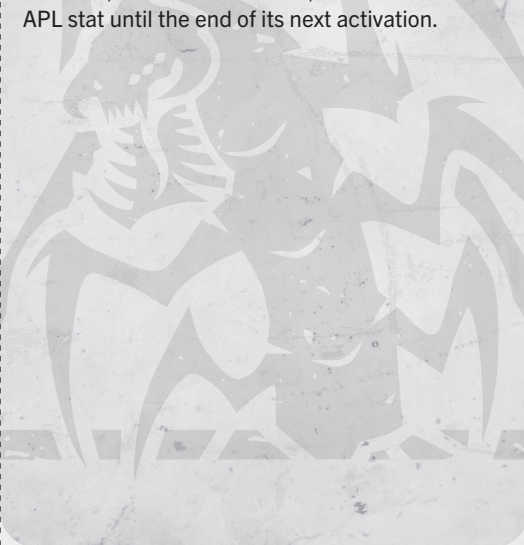 APL stat until the end of its next activation.